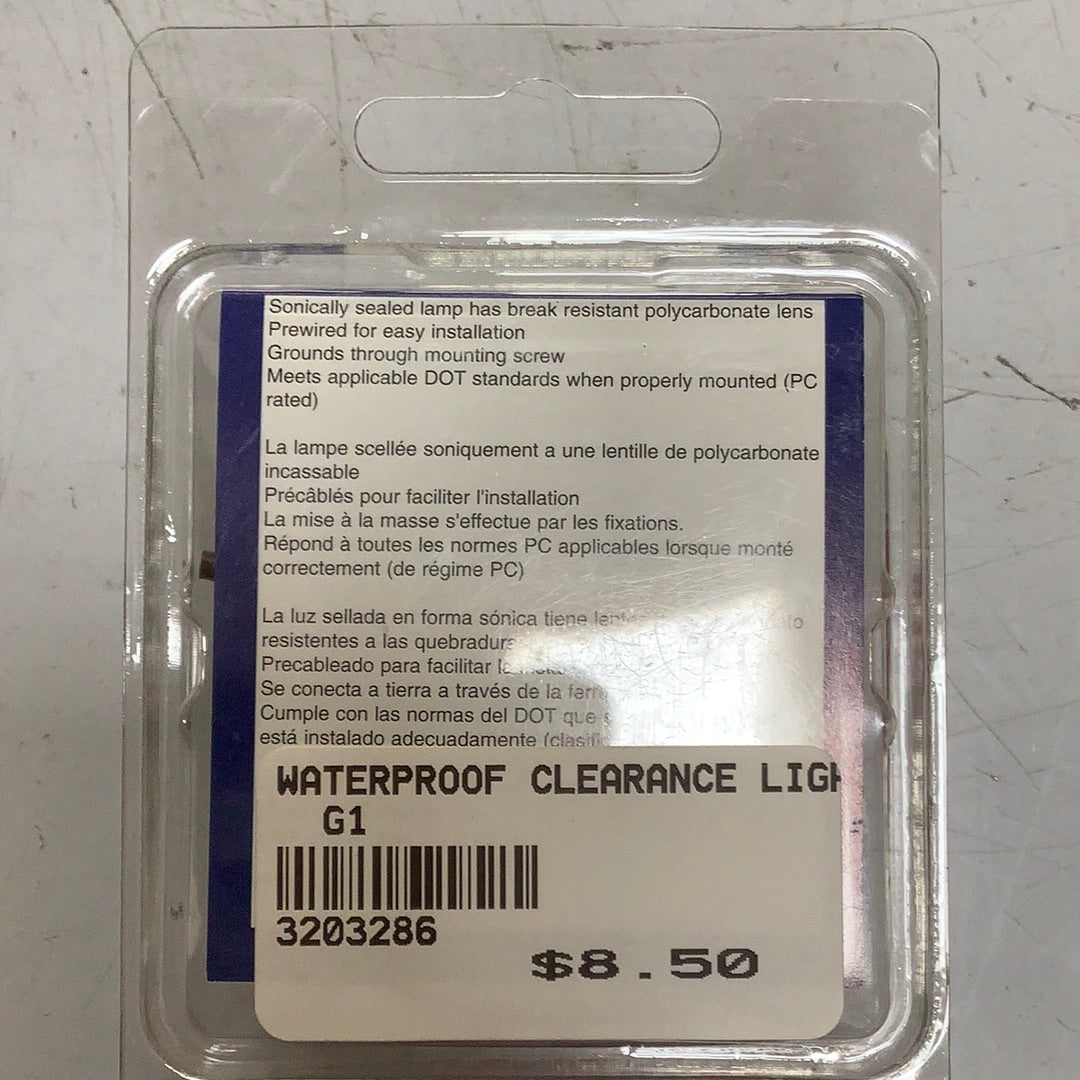 Sonically sealed lamp has break resistant polycarbonate lens
Prewired for easy installation
Grounds through mounting screw
Meets applicable DOT standards when properly mounted (PC
rated)
La lampe scellée soniquement a une lentille de polycarbonate
incassable
Précâblés pour faciliter l'installation
La mise à la masse s'effectue par les fixations.
Répond à toutes les normes PC applicables lorsque monté
correctement (de régime PC)
La luz sellada en forma sónica tiene
resistentes a las
Precableado para facilitar
Se conecta a tierra a través de la
Cumple con las normas del DOT que
está instalado adecuadamente
WATERPROOF CLEARANCE LIGH
G1
3203286
$8.50